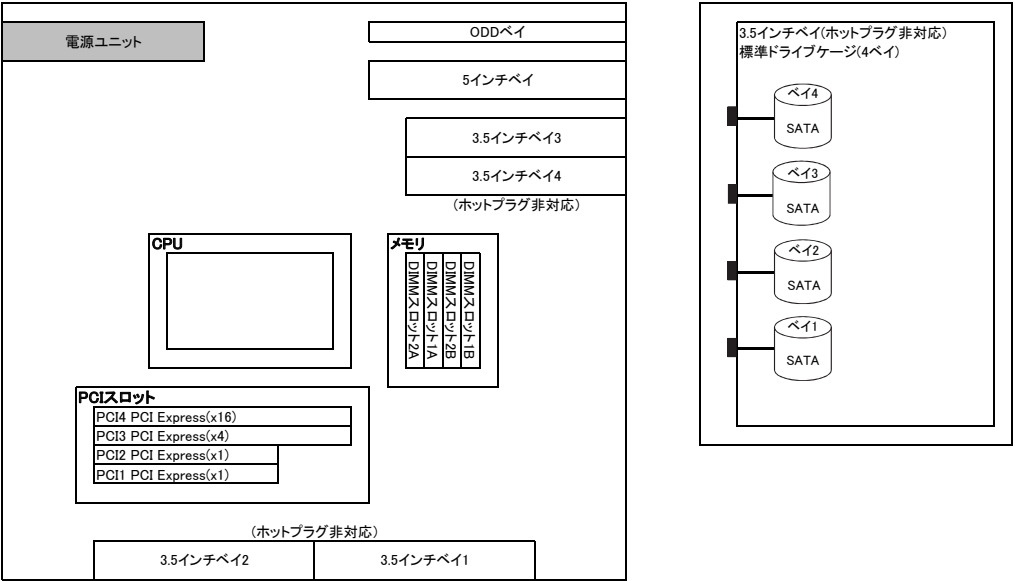 電源ユニット
ODDベイ
5インチベイ
3.5インチベイ3
3.5インチベイ4
(ホットプラグ非対応)
CPU
メモリ
DIMMスロット2A
DIMMスロット1A
DIMMスロット2B
DIMMスロット1B
PCIスロット
PCI4 PCI Express(x16)
PCI3 PCI Express(x4)
PCI2 PCI Express(x1)
PCI1 PCI Express(x1)
(ホットプラグ非対応)
3.5インチベイ2
3.5インチベイ1
3.5インチベイ(ホットプラグ非対応)
標準ドライブケージ(4ベイ)
ベイ4
SATA
ベイ3
SATA
ベイ2
SATA
ベイ1
SATA